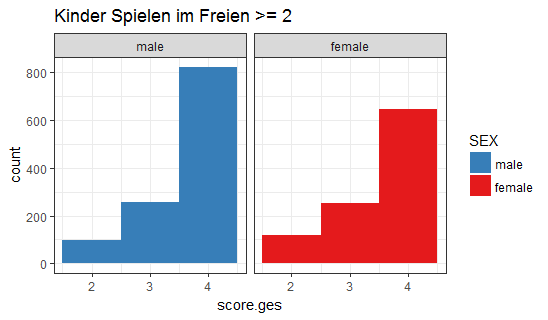 Kinder Spielen im Freien >= 2
male female
800
600
400
200
0
count
2 3 4 2 3 4
score.ges
SEX
male
female